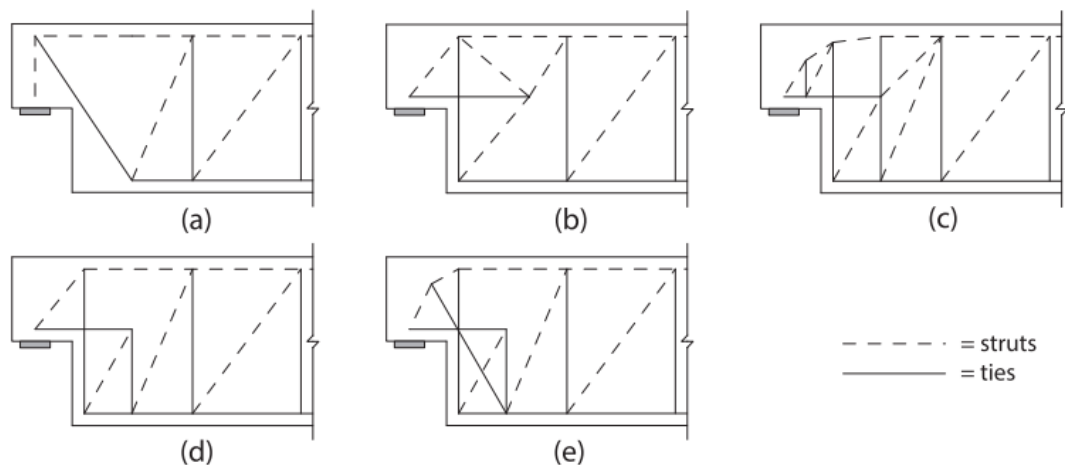 (a)
(b)
(c)
(d)
(e)
= struts
= ties